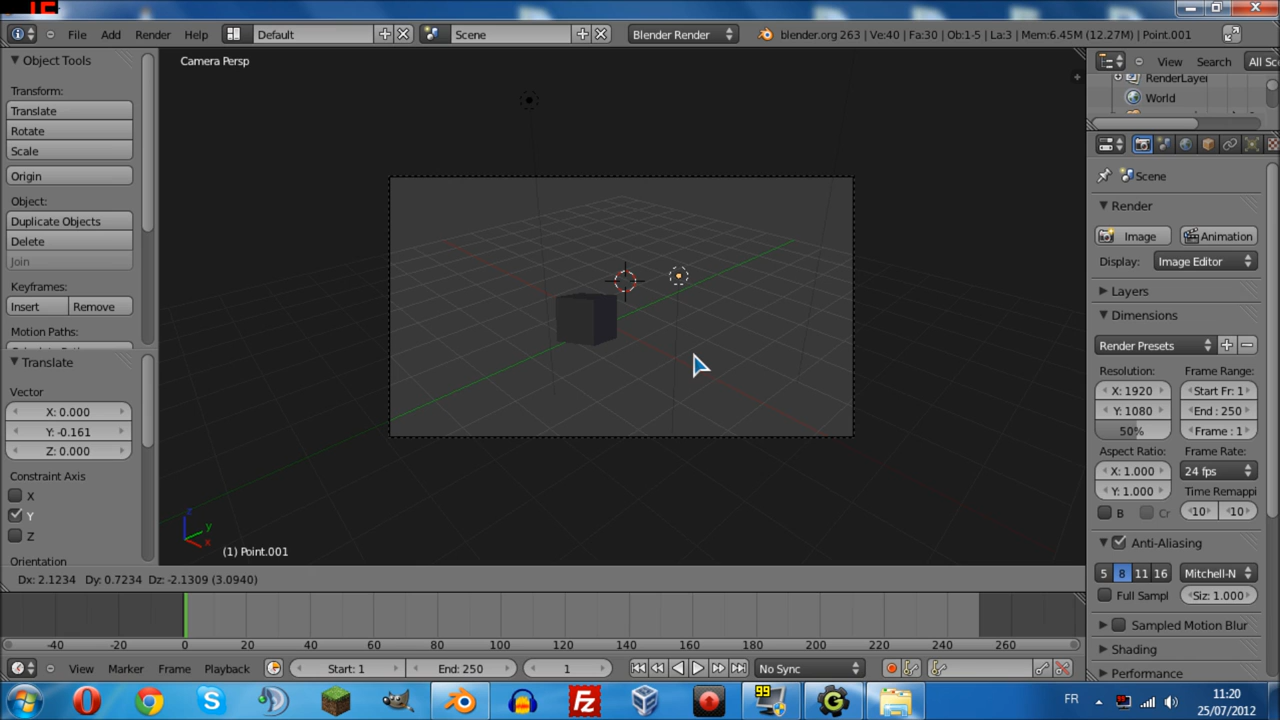 File Add Render Help Default Scene Blender Render blender.org 263 | Ve:40 | Fa:30 | Ob:1-5 | La:3 | Mem:6.45M (12.27M) | Point.001
Object Tools
Transform:
Translate
Rotate
Scale
Origin
Object:
Duplicate Objects
Delete
Join
Keyframes:
Insert Remove
Motion Paths:
Translate
Vector
X: 0.000
Y: -0.161
Z: 0.000
Constraint Axis
X
Y
Z
Orientation
Camera Persp
z
y
x
(1) Point.001
Dx: 2.1234 Dy: 0.7234 Dz: -2.1309 (3.0940)
View Search All Sce
RenderLayer
World
Scene
Render
Image Animation
Display: Image Editor
Layers
Dimensions
Render Presets
Resolution: Frame Range:
X: 1920 Start Fr: 1
Y: 1080 End : 250
50% Frame : 1
Aspect Ratio: Frame Rate:
X: 1.000 24 fps
Y: 1.000 Time Remappi
B Cr 10 10
Anti-Aliasing
5 8 11 16 Mitchell-N
Full Sampl Siz: 1.000
Sampled Motion Blur
Shading
Performance
-40 -20 0 20 40 60 80 100 120 140 160 180 200 220 240 260
View Marker Frame Playback Start: 1 End: 250 1 No Sync
99
FR 11:20
25/07/2012